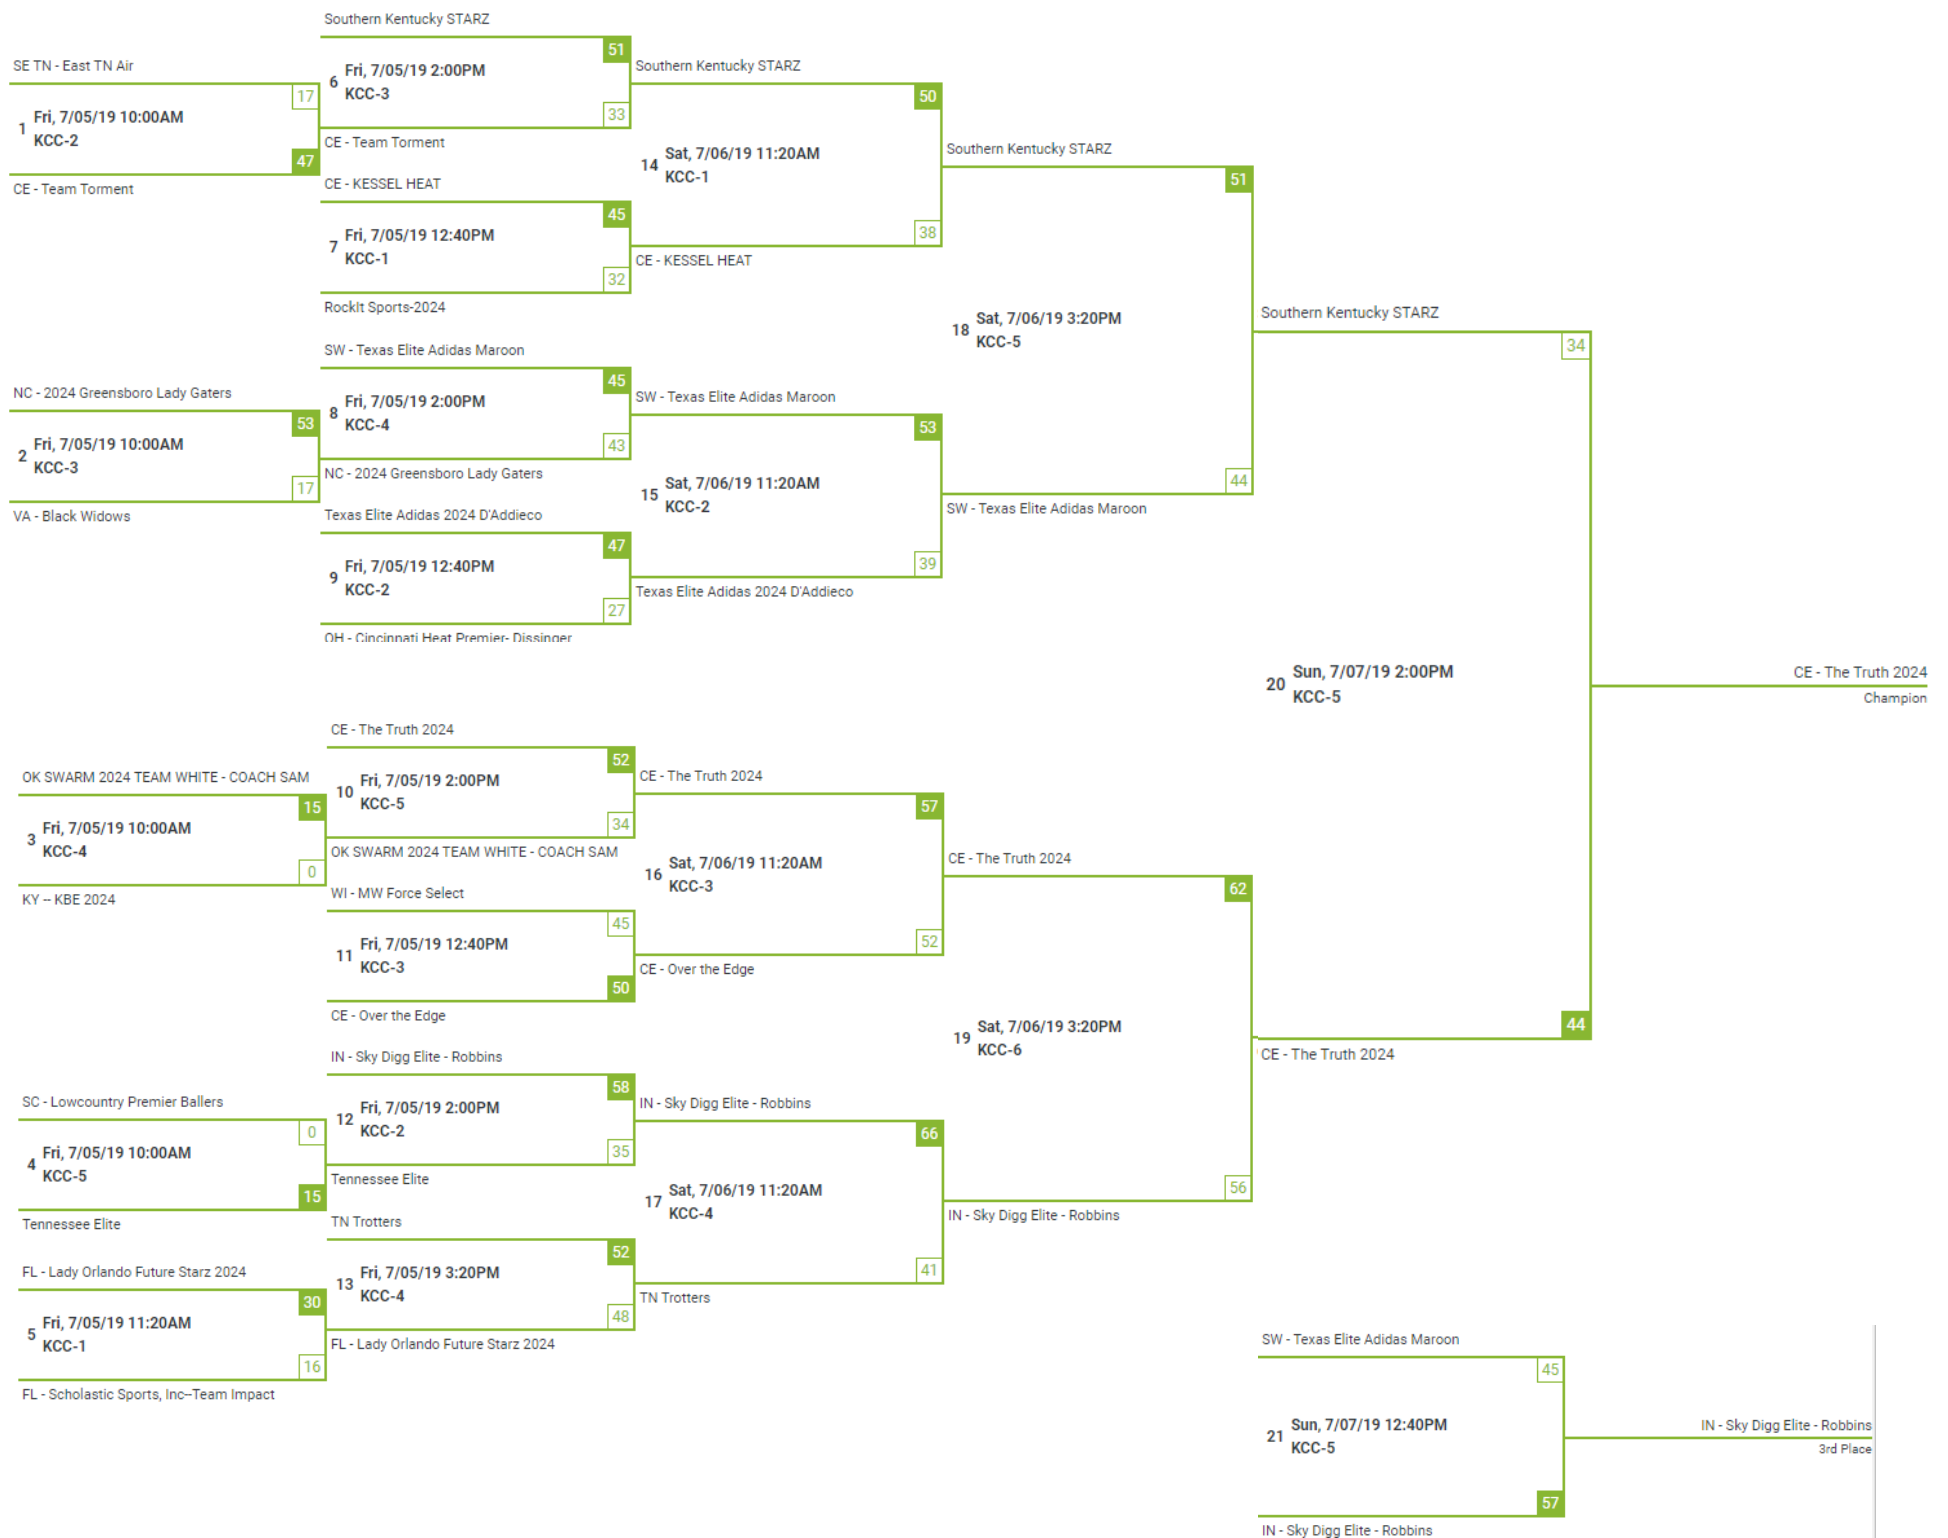 Southern Kentucky STARZ
51
SE TN - East TN Air
6 Fri, 7/05/19 2:00PM
KCC-3
Southern Kentucky STARZ
17
33
50
1 Fri, 7/05/19 10:00AM
KCC-2
CE - Team Torment
47
14 Sat, 7/06/19 11:20AM
KCC-1
Southern Kentucky STARZ
CE - Team Torment
CE - KESSEL HEAT
51
45
7 Fri, 7/05/19 12:40PM
KCC-1
38
CE - KESSEL HEAT
32
RockIt Sports-2024
18 Sat, 7/06/19 3:20PM
KCC-5
Southern Kentucky STARZ
34
SW - Texas Elite Adidas Maroon
45
NC - 2024 Greensboro Lady Gaters
8 Fri, 7/05/19 2:00PM
KCC-4
SW - Texas Elite Adidas Maroon
53
43
53
2 Fri, 7/05/19 10:00AM
KCC-3
NC - 2024 Greensboro Lady Gaters
17
15 Sat, 7/06/19 11:20AM
KCC-2
44
VA - Black Widows
Texas Elite Adidas 2024 D'Addieco
SW - Texas Elite Adidas Maroon
47
9 Fri, 7/05/19 12:40PM
KCC-2
39
Texas Elite Adidas 2024 D'Addieco
27
OH - Cincinnati Heat Premier- Dissinger
20 Sun, 7/07/19 2:00PM
KCC-5
CE - The Truth 2024
Champion
CE - The Truth 2024
52
OK SWARM 2024 TEAM WHITE - COACH SAM
10 Fri, 7/05/19 2:00PM
KCC-5
CE - The Truth 2024
15
34
57
3 Fri, 7/05/19 10:00AM
KCC-4
OK SWARM 2024 TEAM WHITE - COACH SAM
0
16 Sat, 7/06/19 11:20AM
KCC-3
CE - The Truth 2024
KY -- KBE 2024
WI - MW Force Select
62
45
11 Fri, 7/05/19 12:40PM
KCC-3
52
CE - Over the Edge
50
CE - Over the Edge
19 Sat, 7/06/19 3:20PM
KCC-6
44
CE - The Truth 2024
IN - Sky Digg Elite - Robbins
58
SC - Lowcountry Premier Ballers
12 Fri, 7/05/19 2:00PM
KCC-2
IN - Sky Digg Elite - Robbins
0
35
66
4 Fri, 7/05/19 10:00AM
KCC-5
Tennessee Elite
15
17 Sat, 7/06/19 11:20AM
KCC-4
56
Tennessee Elite
TN Trotters
IN - Sky Digg Elite - Robbins
52
FL - Lady Orlando Future Starz 2024
13 Fri, 7/05/19 3:20PM
KCC-4
41
TN Trotters
30
48
5 Fri, 7/05/19 11:20AM
KCC-1
FL - Lady Orlando Future Starz 2024
16
FL - Scholastic Sports, Inc--Team Impact
SW - Texas Elite Adidas Maroon
45
21 Sun, 7/07/19 12:40PM
KCC-5
IN - Sky Digg Elite - Robbins
3rd Place
57
IN - Sky Digg Elite - Robbins